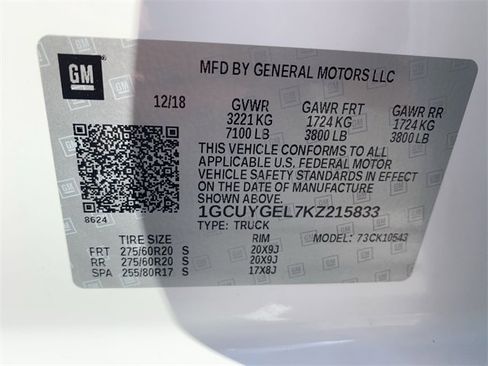 GM
MFD BY GENERAL MOTORS LLC
12/18 GVWR GAWR FRT GAWR RR
3221 KG 1724 KG 1724 KG
7100 LB 3800 LB 3800 LB
THIS VEHICLE CONFORMS TO ALL
APPLICABLE U.S. FEDERAL MOTOR
VEHICLE SAFETY STANDARDS IN EFFECT
ON THE DATE OF MANUFACTURE
SHOWN ABOVE.
8624 1GCUYGEL7KZ215833
TYPE: TRUCK MODEL: 73CK10543
TIRE SIZE RIM
FRT 275/60R20 S 20X9J
RR 275/60R20 S 20X9J
SPA 255/80R17 S 17X8J